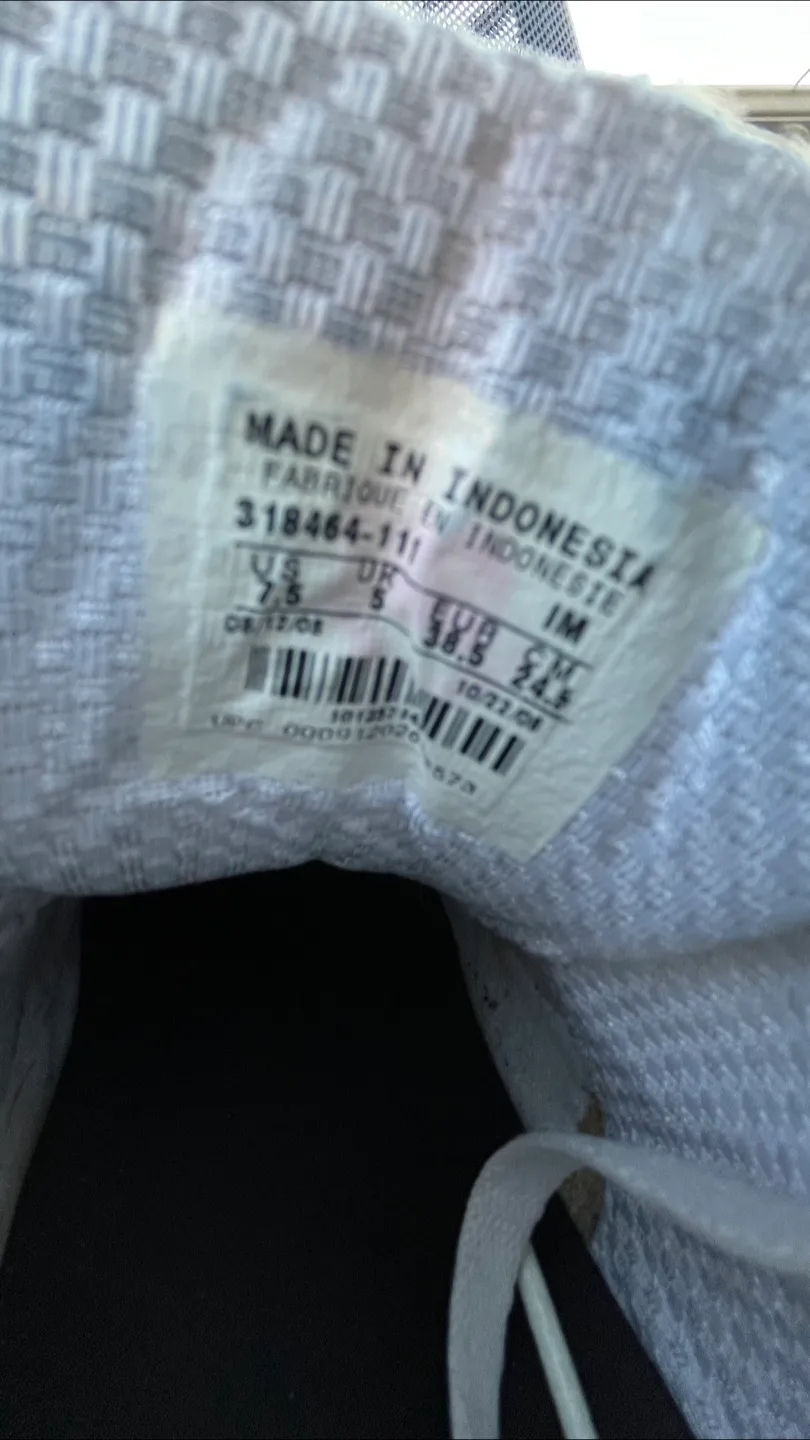 MADE IN INDONESIA
FABRIQUE EN INDONESIE
318464-111 IM
US UK EUR CM
7.5 5 38.5 24.5
08/12/08 10/22/08
UPC